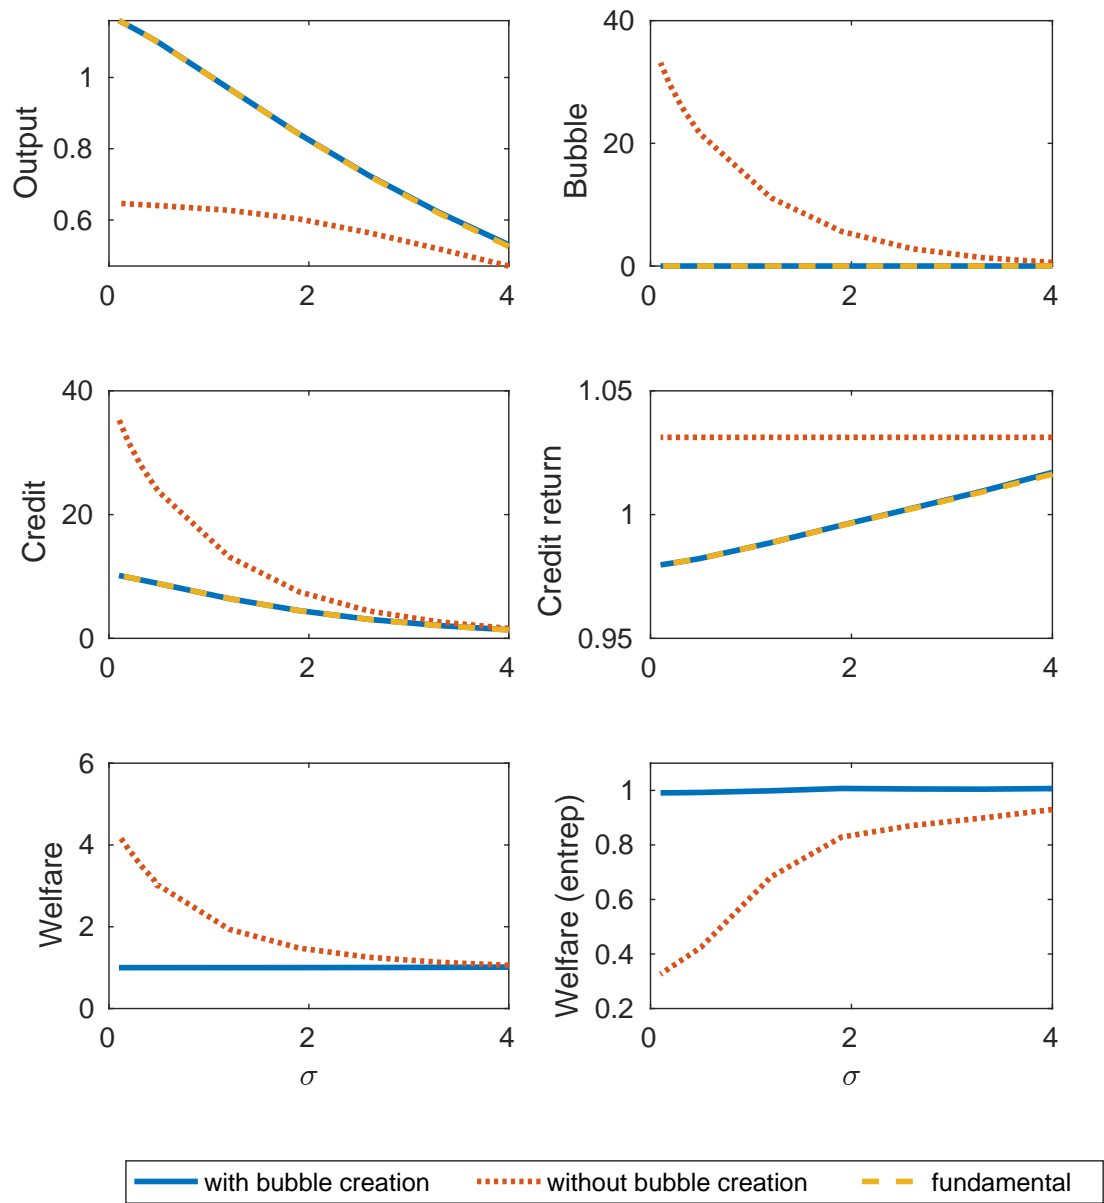 Output
1
0.8
0.6
0 2 4
Bubble
40
20
0
0 2 4
Credit
40
20
0
0 2 4
Credit return
1.05
1
0.95
0 2 4
Welfare
6
4
2
0
0 2 4
σ
Welfare (entrep)
1
0.8
0.6
0.4
0.2
0 2 4
σ
with bubble creation without bubble creation fundamental